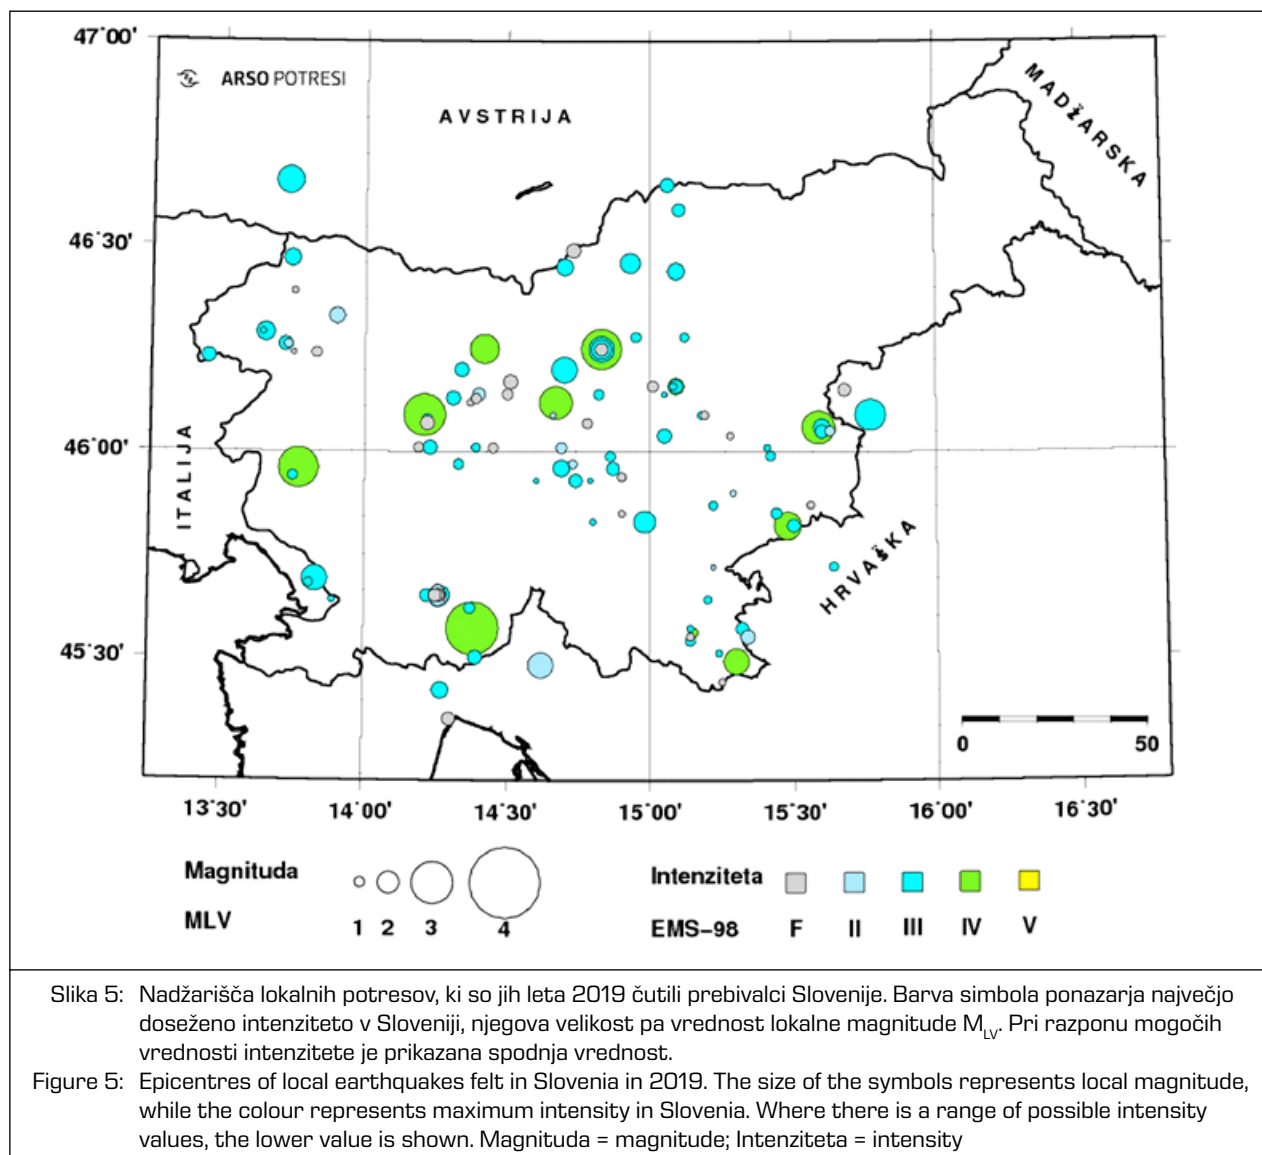 47°00'
ARSO POTRESI
AVSTRIJA
MADŽARSKA
46°30'
46°00'
ITALIJA
HRVAŠKA
45°30'
0 50
13°30' 14°00' 14°30' 15°00' 15°30' 16°00' 16°30'
Magnituda
MLV 1 2 3 4
Intenziteta
EMS-98 F II III IV V
Slika 5: Nadžarišča lokalnih potresov, ki so jih leta 2019 čutili prebivalci Slovenije. Barva simbola ponazarja največjo
doseženo intenziteto v Sloveniji, njegova velikost pa vrednost lokalne magnitude M_LV. Pri razponu mogočih
vrednosti intenzitete je prikazana spodnja vrednost.
Figure 5: Epicentres of local earthquakes felt in Slovenia in 2019. The size of the symbols represents local magnitude,
while the colour represents maximum intensity in Slovenia. Where there is a range of possible intensity
values, the lower value is shown. Magnituda = magnitude; Intenziteta = intensity